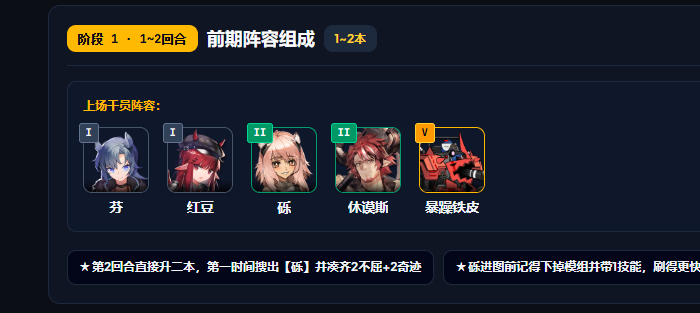 阶段 1 · 1~2回合 前期阵容组成 1~2本
上场干员阵容：
I I II II V
芬 红豆 砾 休谟斯 暴躁铁皮
★第2回合直接升二本，第一时间搜出【砾】并凑齐2不屈+2奇迹
★砾进图前记得下掉模组并带1技能，刷得更快